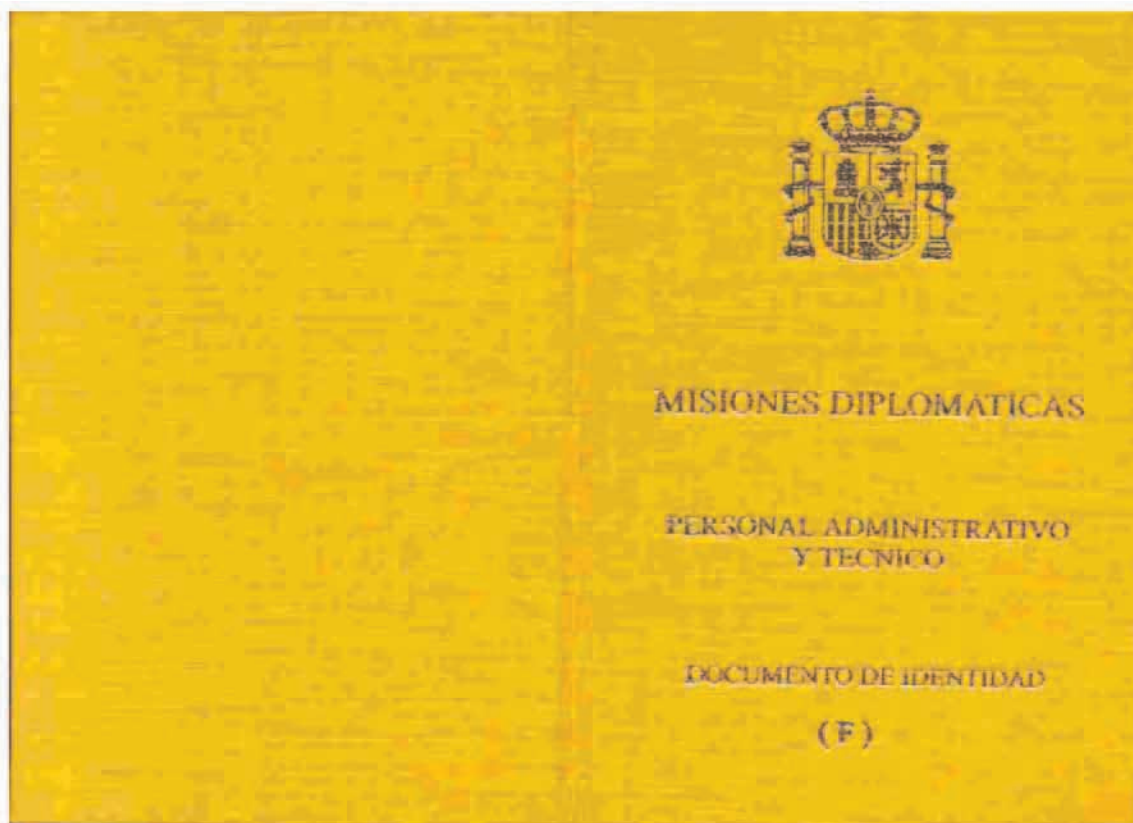 MISIONES DIPLOMATICAS
PERSONAL ADMINISTRATIVO
Y TECNICO
DOCUMENTO DE IDENTIDAD
(F)